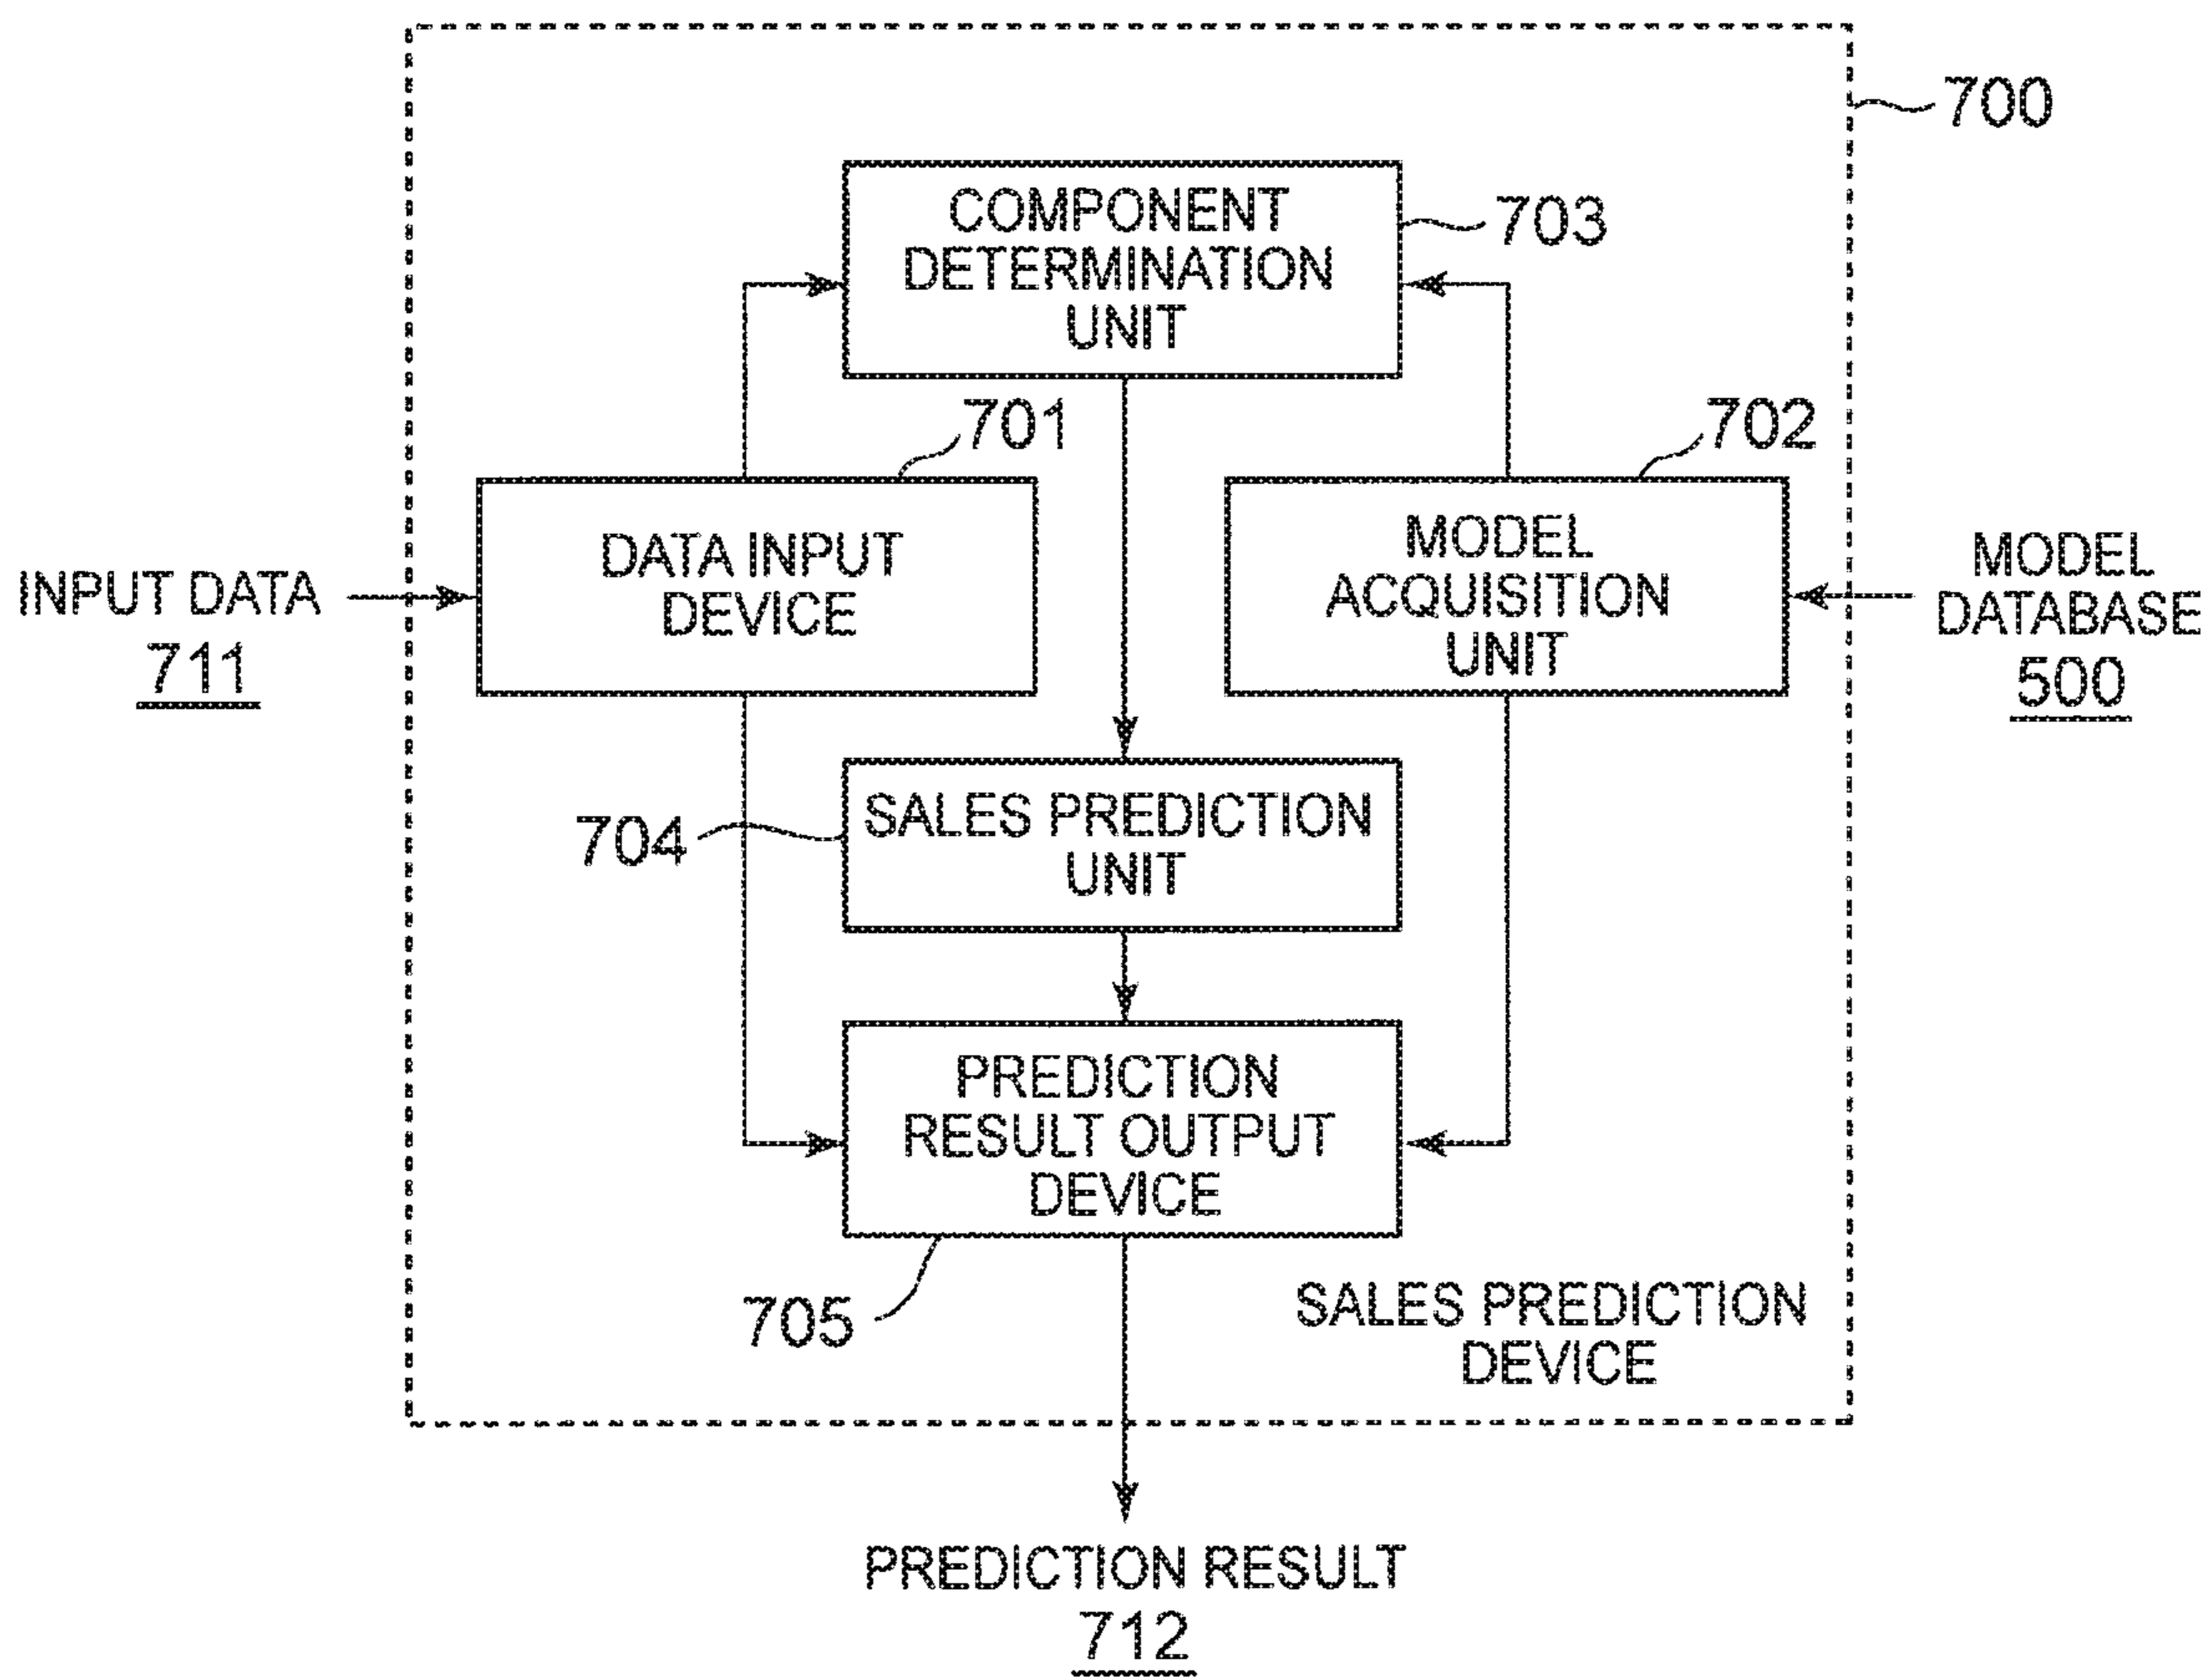 700
COMPONENT
DETERMINATION
UNIT
703
701
702
DATA INPUT
DEVICE
MODEL
ACQUISITION
UNIT
INPUT DATA
711
MODEL
DATABASE
500
704
SALES PREDICTION
UNIT
PREDICTION
RESULT OUTPUT
DEVICE
705
SALES PREDICTION
DEVICE
PREDICTION RESULT
712